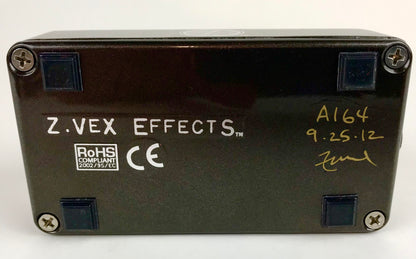 Z.VEX EFFECTS™
RoHS
COMPLIANT
2002/95/EC
CE
A164
9.25.12